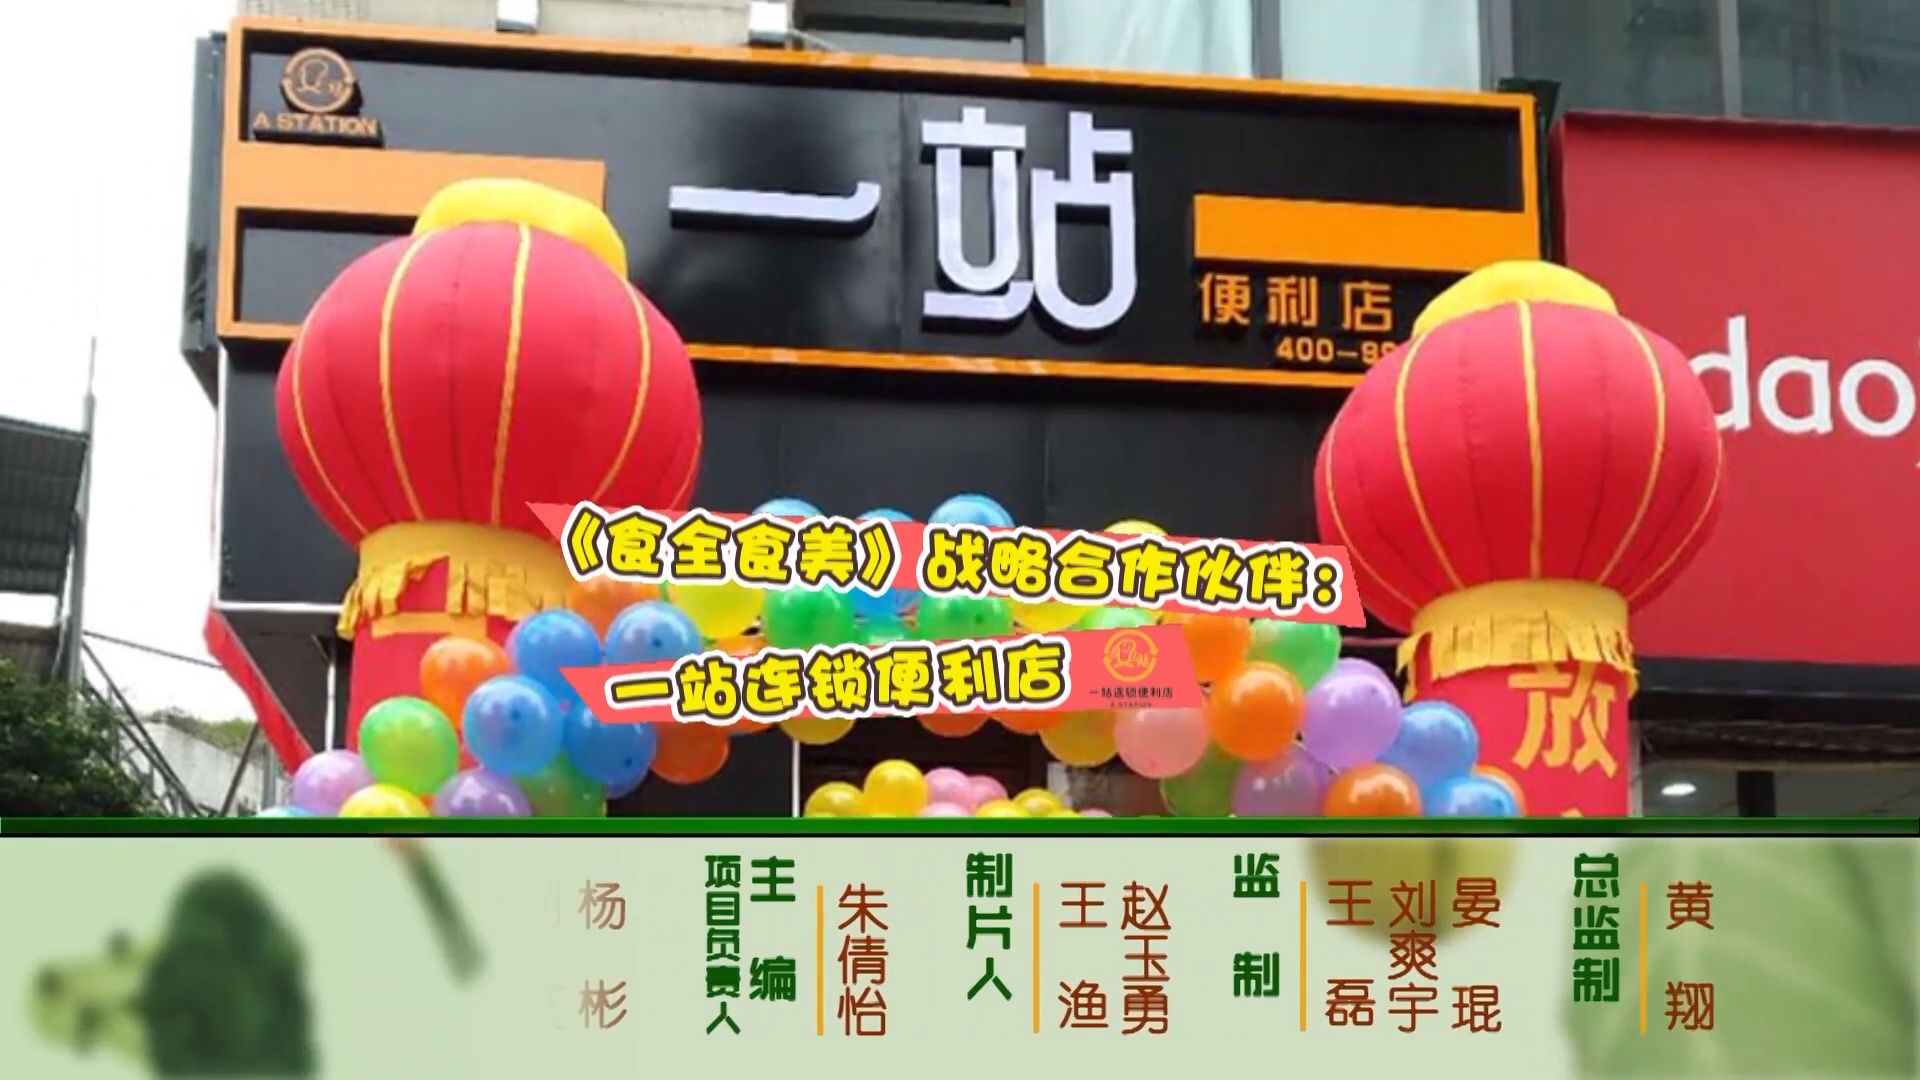 A STATION
一站
便利店
400-99
dao
放
《食全食美》战略合作伙伴：
一站连锁便利店
一站连锁便利店
A STATION
总监制
黄翔
监制
晏琨
刘爽宇
王磊
制片人
赵玉勇
王渔
主编
项目负责人
朱倩怡
杨彬